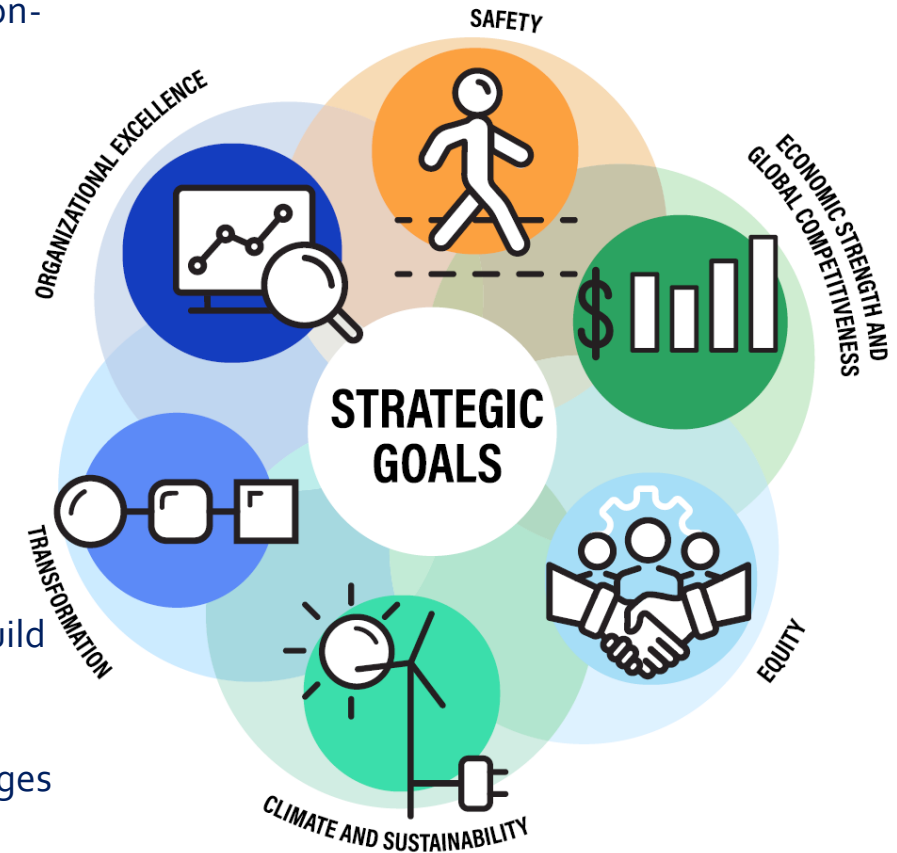 on-
SAFETY
ORGANIZATIONAL EXCELLENCE
ECONOMIC STRENGTH AND
GLOBAL COMPETITIVENESS
$
STRATEGIC
GOALS
TRANSFORMATION
uild
EQUITY
ges
CLIMATE AND SUSTAINABILITY